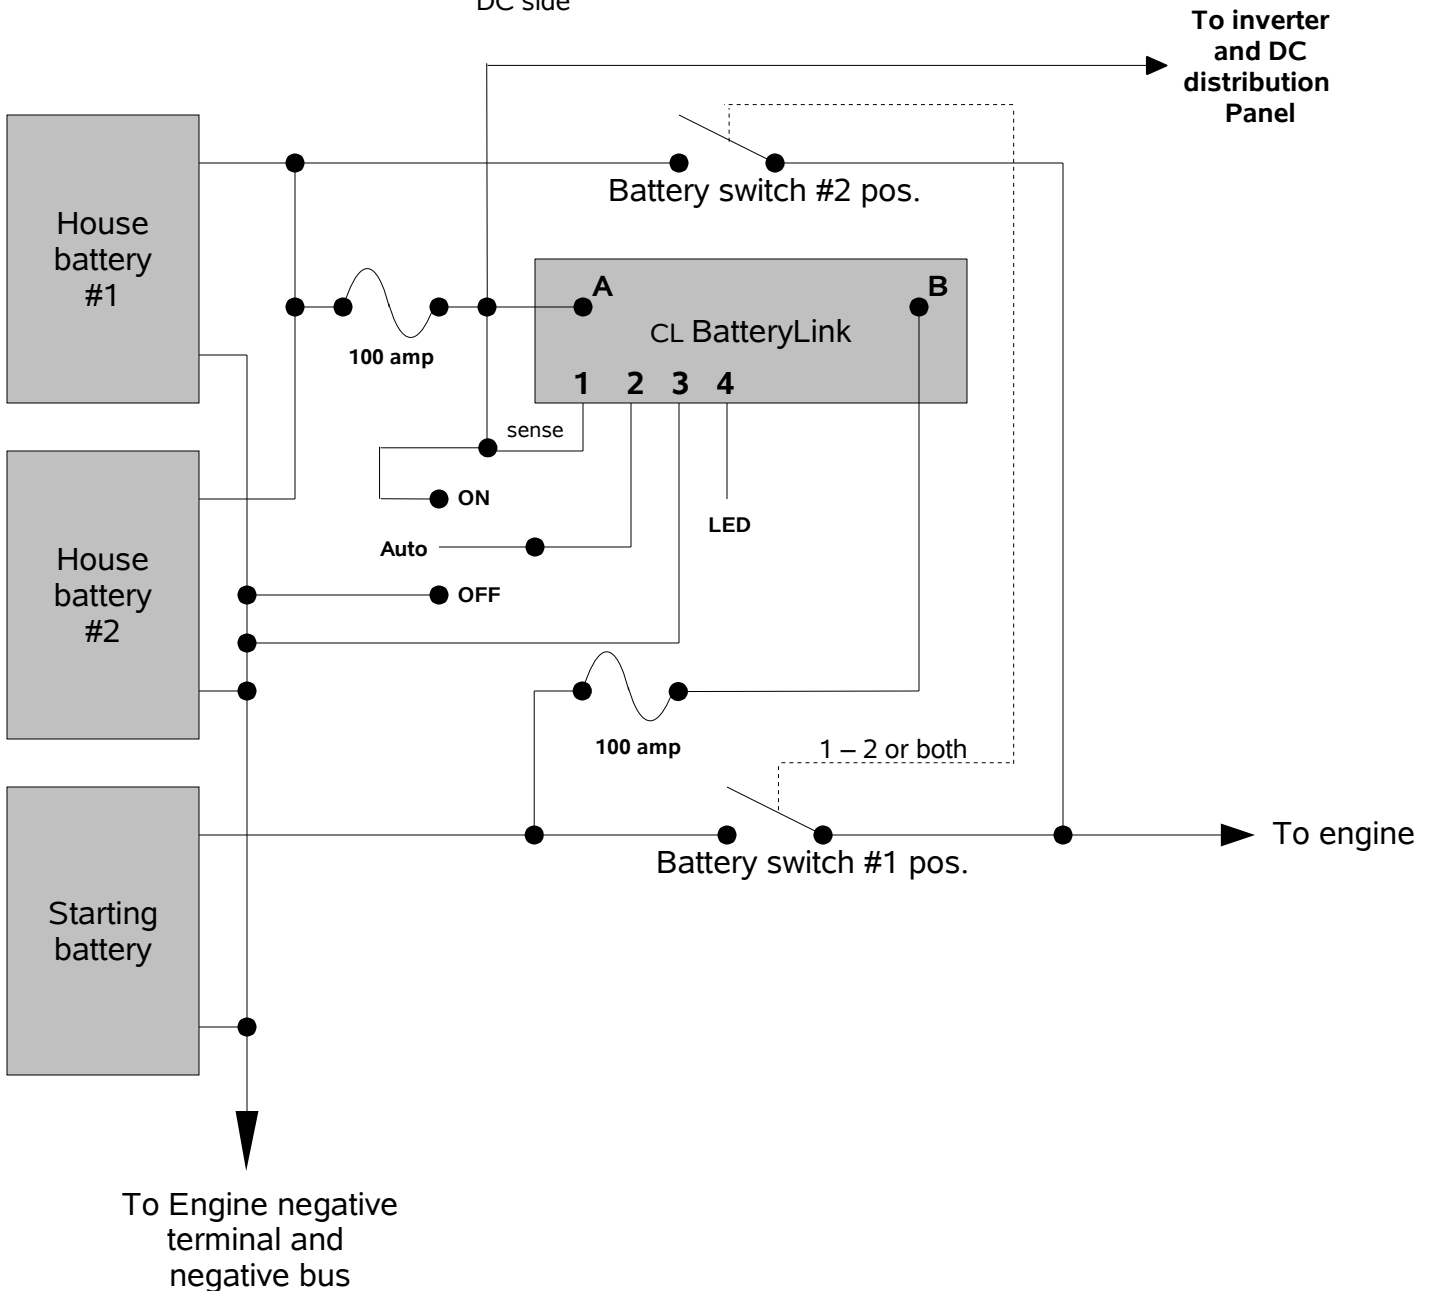 DC side
To inverter
and DC
distribution
Panel
Battery switch #2 pos.
House
battery
#1
A
B
CL BatteryLink
100 amp
1 2 3 4
sense
ON
LED
Auto
House
battery
#2
OFF
100 amp
1 – 2 or both
To engine
Battery switch #1 pos.
Starting
battery
To Engine negative
terminal and
negative bus